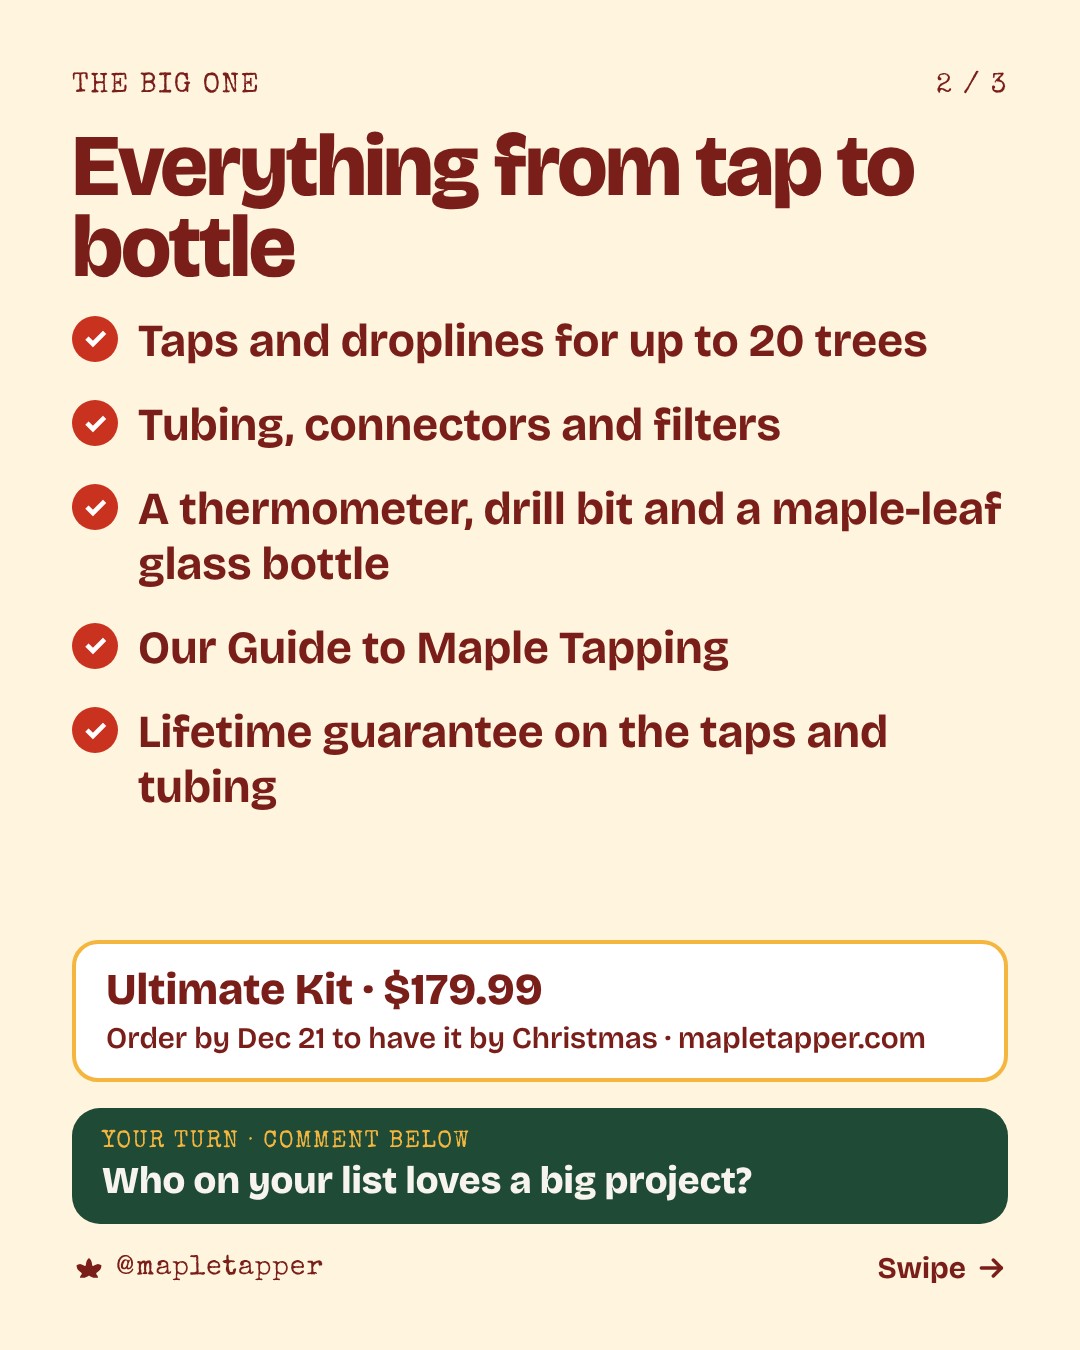 THE BIG ONE
2 / 3
Everything from tap to
bottle
Taps and droplines for up to 20 trees
Tubing, connectors and filters
A thermometer, drill bit and a maple-leaf
glass bottle
Our Guide to Maple Tapping
Lifetime guarantee on the taps and
tubing
Ultimate Kit · $179.99
Order by Dec 21 to have it by Christmas · mapletapper.com
YOUR TURN · COMMENT BELOW
Who on your list loves a big project?
@mapletapper
Swipe →